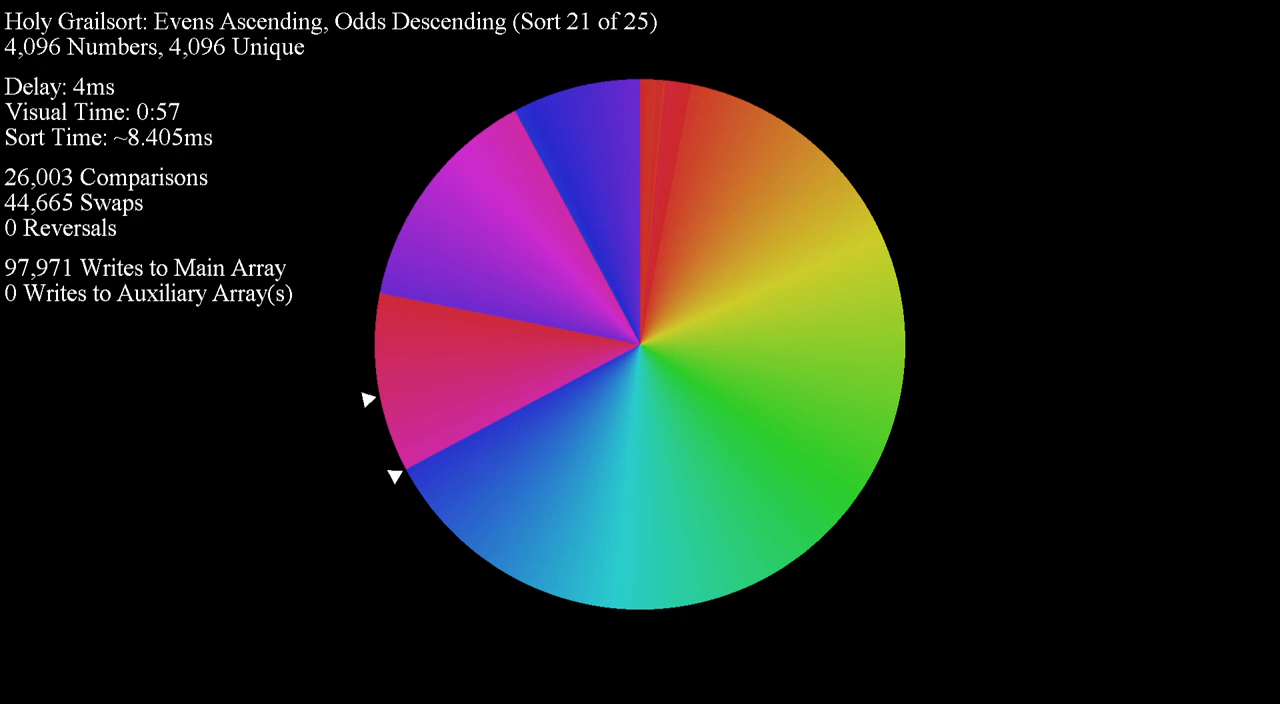 Holy Grailsort: Evens Ascending, Odds Descending (Sort 21 of 25)
4,096 Numbers, 4,096 Unique
Delay: 4ms
Visual Time: 0:57
Sort Time: ~8.405ms
26,003 Comparisons
44,665 Swaps
0 Reversals
97,971 Writes to Main Array
0 Writes to Auxiliary Array(s)